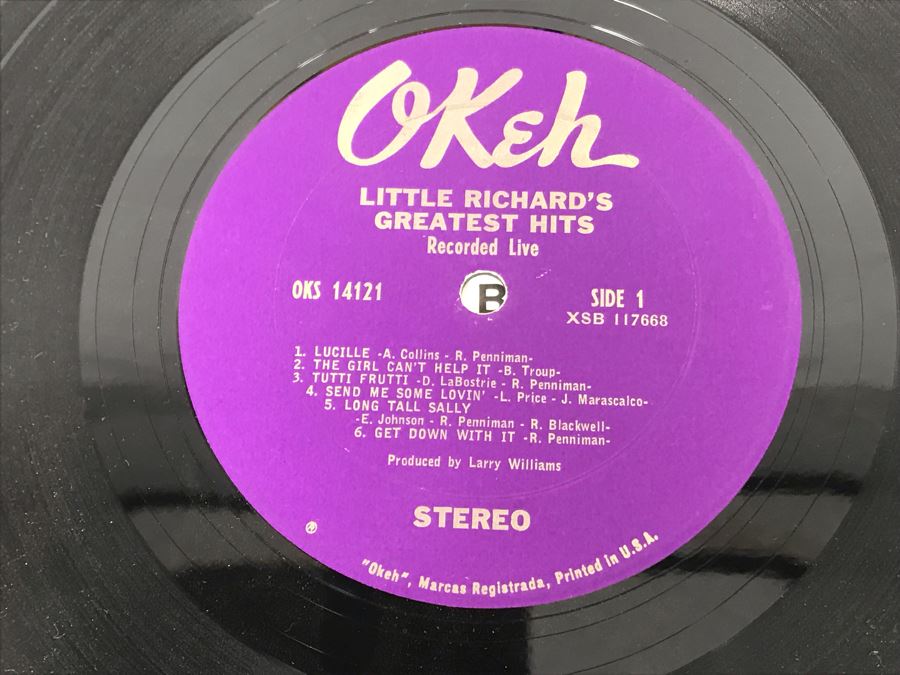 OKeh
LITTLE RICHARD'S
GREATEST HITS
Recorded Live
OKS 14121
B
SIDE 1
XSB 117668
1. LUCILLE -A. Collins - R. Penniman-
2. THE GIRL CAN'T HELP IT -B. Troup-
3. TUTTI FRUTTI -D. LaBostrie - R. Penniman-
4. SEND ME SOME LOVIN' -L. Price - J. Marascalco-
5. LONG TALL SALLY
-E. Johnson - R. Penniman - R. Blackwell-
6. GET DOWN WITH IT -R. Penniman-
Produced by Larry Williams
STEREO
"Okeh", Marcas Registrada, Printed in U.S.A.